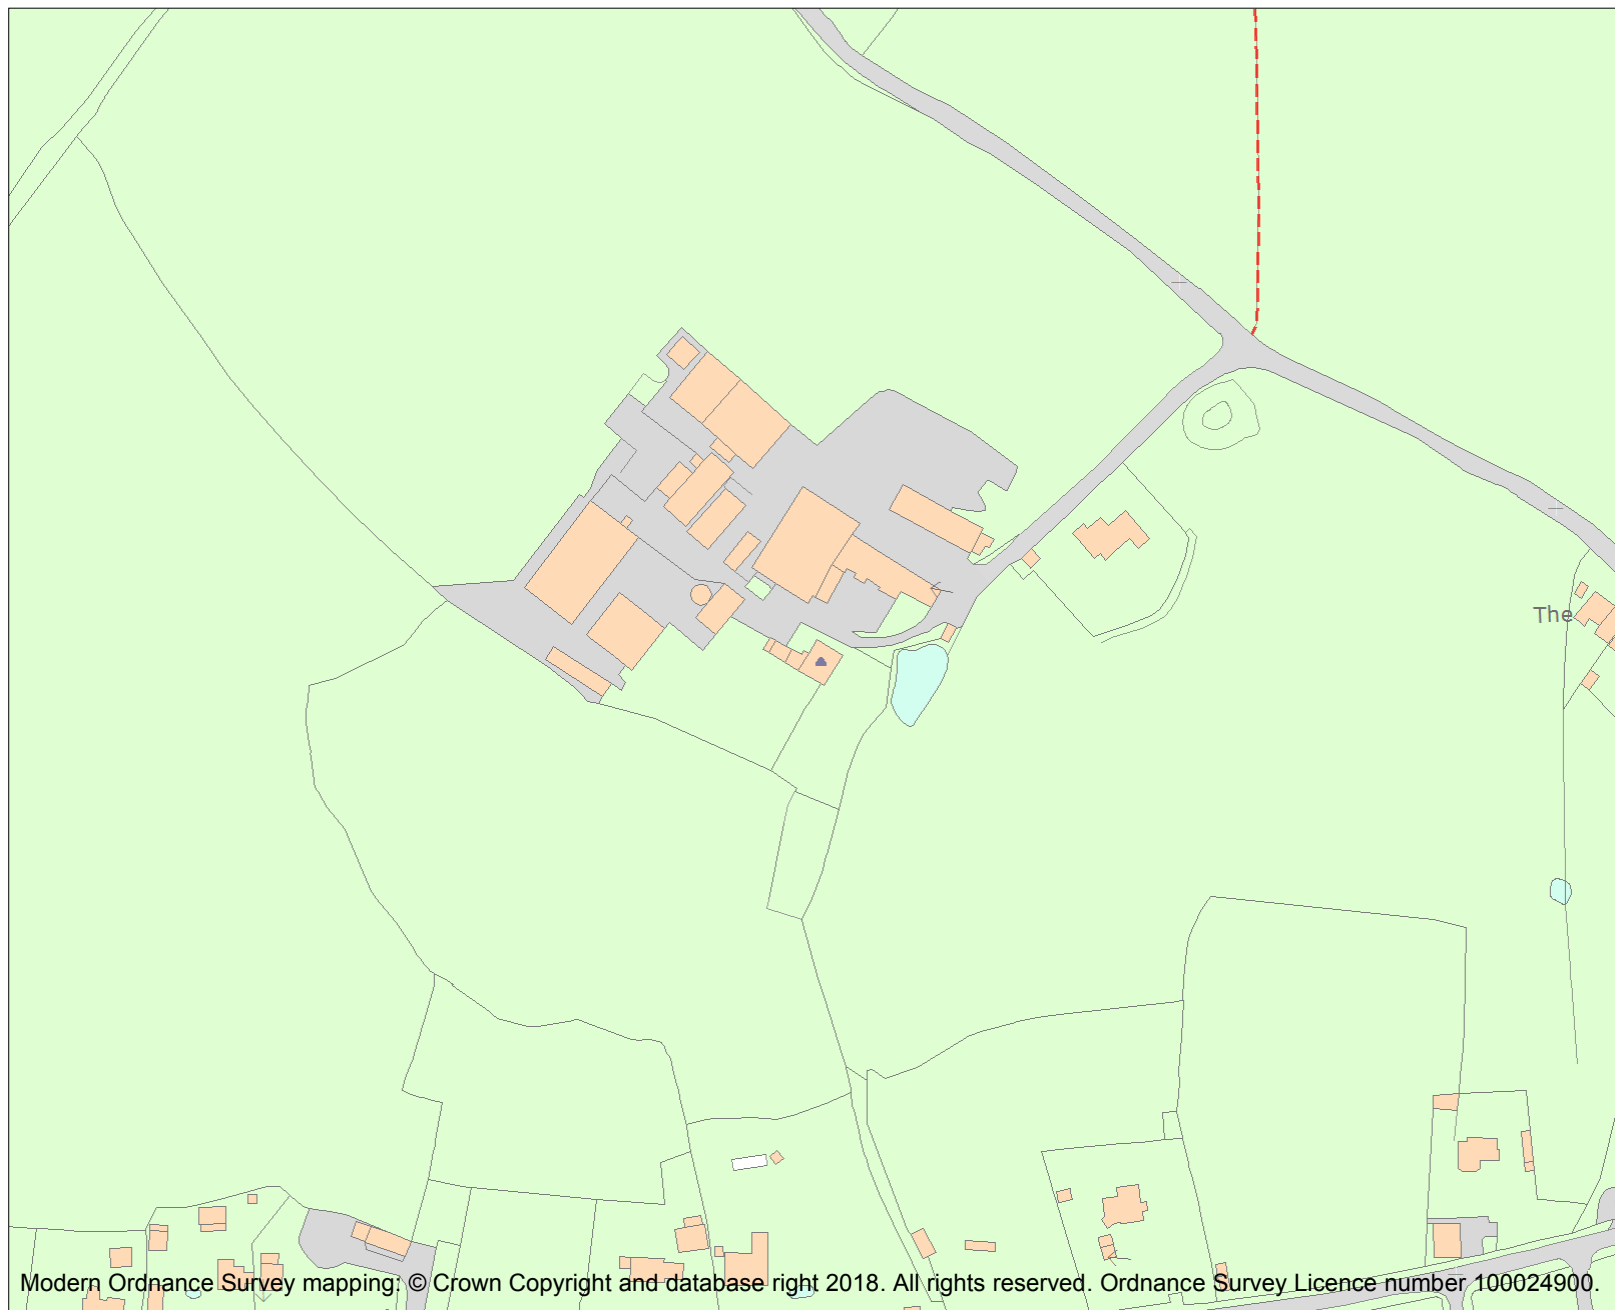 The
Modern Ordnance Survey mapping: © Crown Copyright and database right 2018. All rights reserved. Ordnance Survey Licence number 100024900.